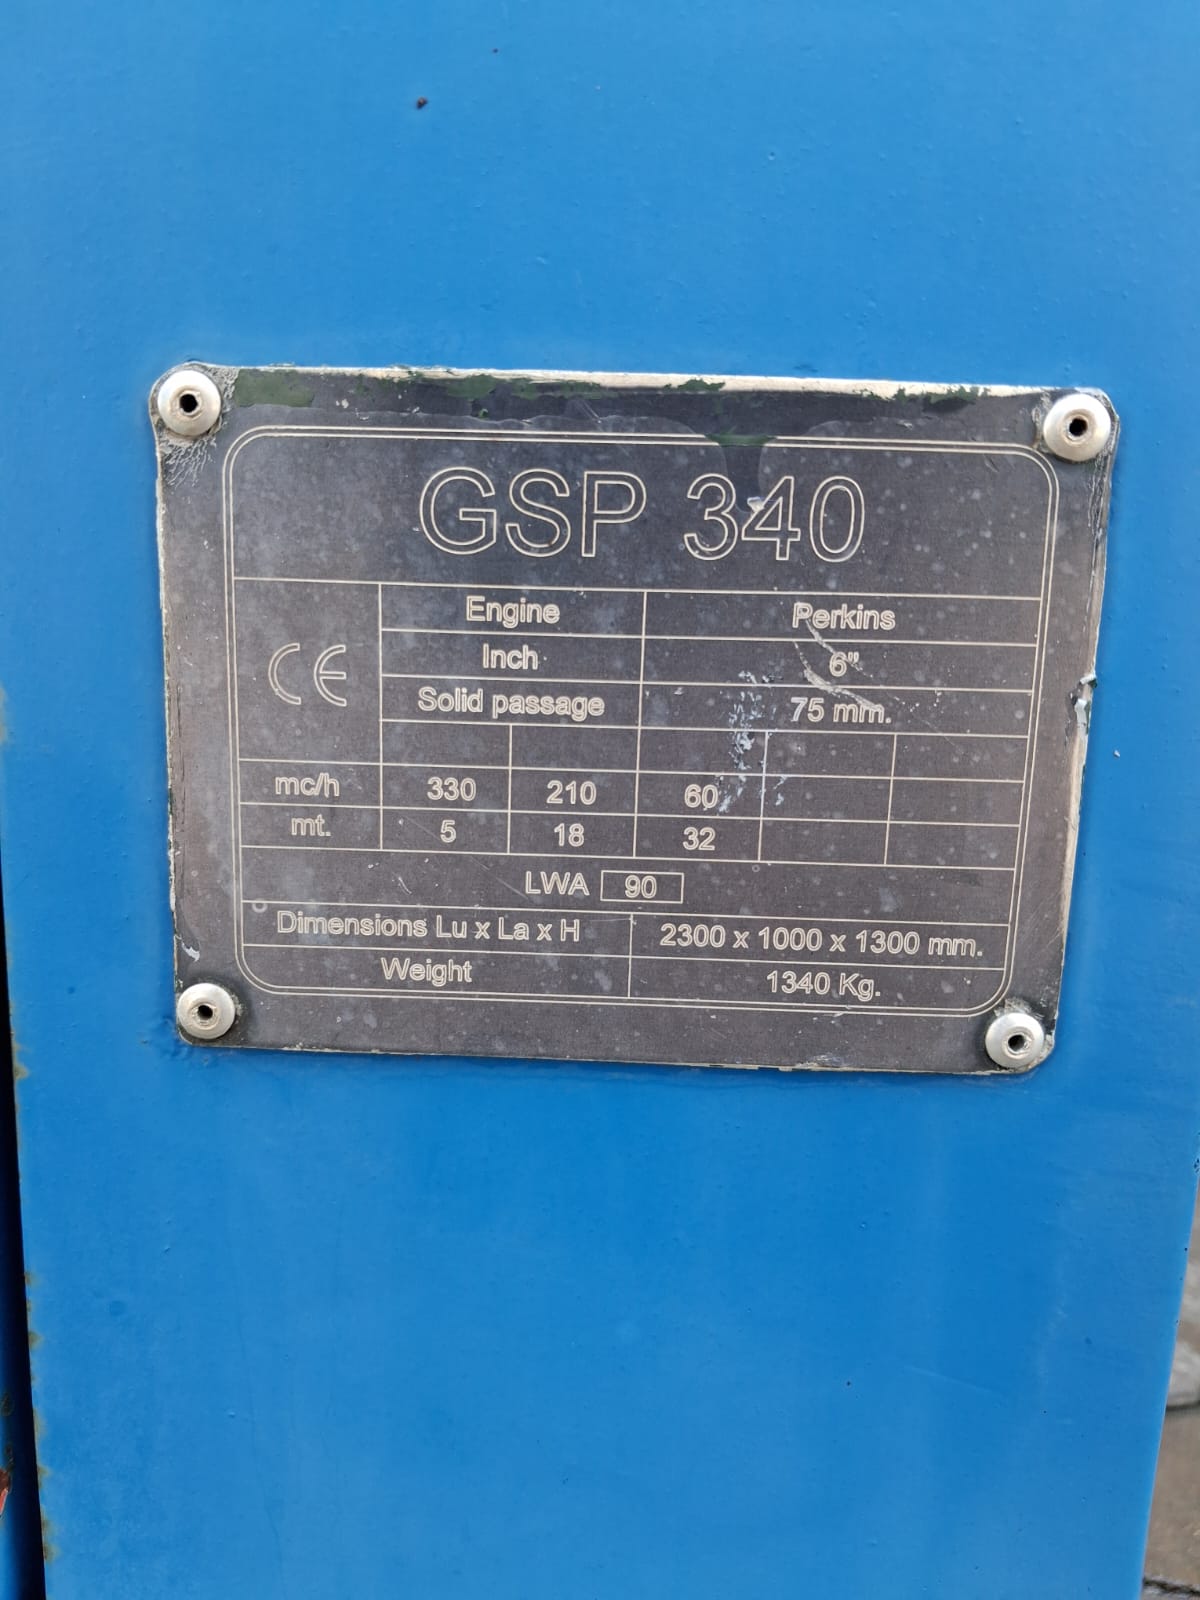 GSP 340
Engine Perkins
CE
Inch 6"
Solid passage 75 mm.
mc/h 330 210 60
mt. 5 18 32
LWA 90
Dimensions Lu x La x H 2300 x 1000 x 1300 mm.
Weight 1340 Kg.